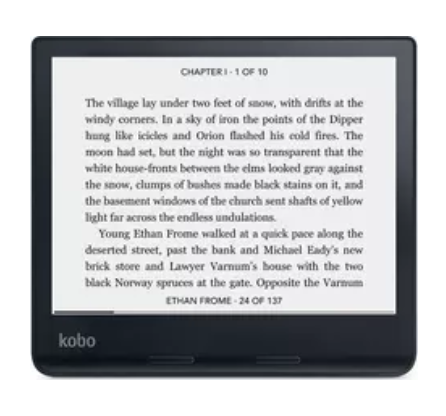 CHAPTER I · 1 OF 10
The village lay under two feet of snow, with drifts at the
windy corners. In a sky of iron the points of the Dipper
hung like icicles and Orion flashed his cold fires. The
moon had set, but the night was so transparent that the
white house-fronts between the elms looked gray against
the snow, clumps of bushes made black stains on it, and
the basement windows of the church sent shafts of yellow
light far across the endless undulations.
Young Ethan Frome walked at a quick pace along the
deserted street, past the bank and Michael Eady's new
brick store and Lawyer Varnum's house with the two
black Norway spruces at the gate. Opposite the Varnum
ETHAN FROME · 24 OF 137
kobo